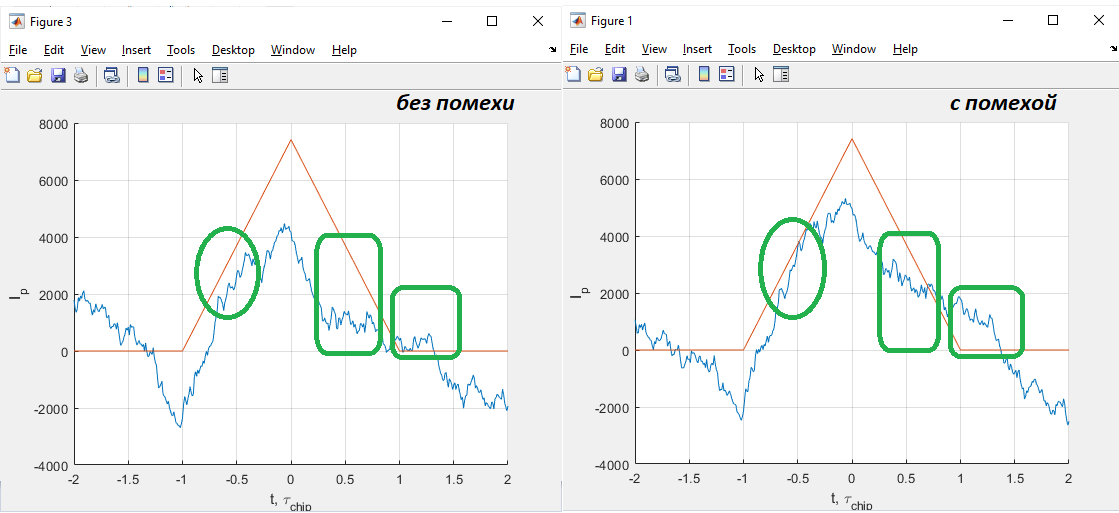 Figure 3
File Edit View Insert Tools Desktop Window Help
без помехи
8000
6000
4000
2000
0
-2000
-4000
I_p
-2 -1.5 -1 -0.5 0 0.5 1 1.5 2
t, τ_chip
Figure 1
File Edit View Insert Tools Desktop Window Help
с помехой
8000
6000
4000
2000
0
-2000
-4000
I_p
-2 -1.5 -1 -0.5 0 0.5 1 1.5 2
t, τ_chip